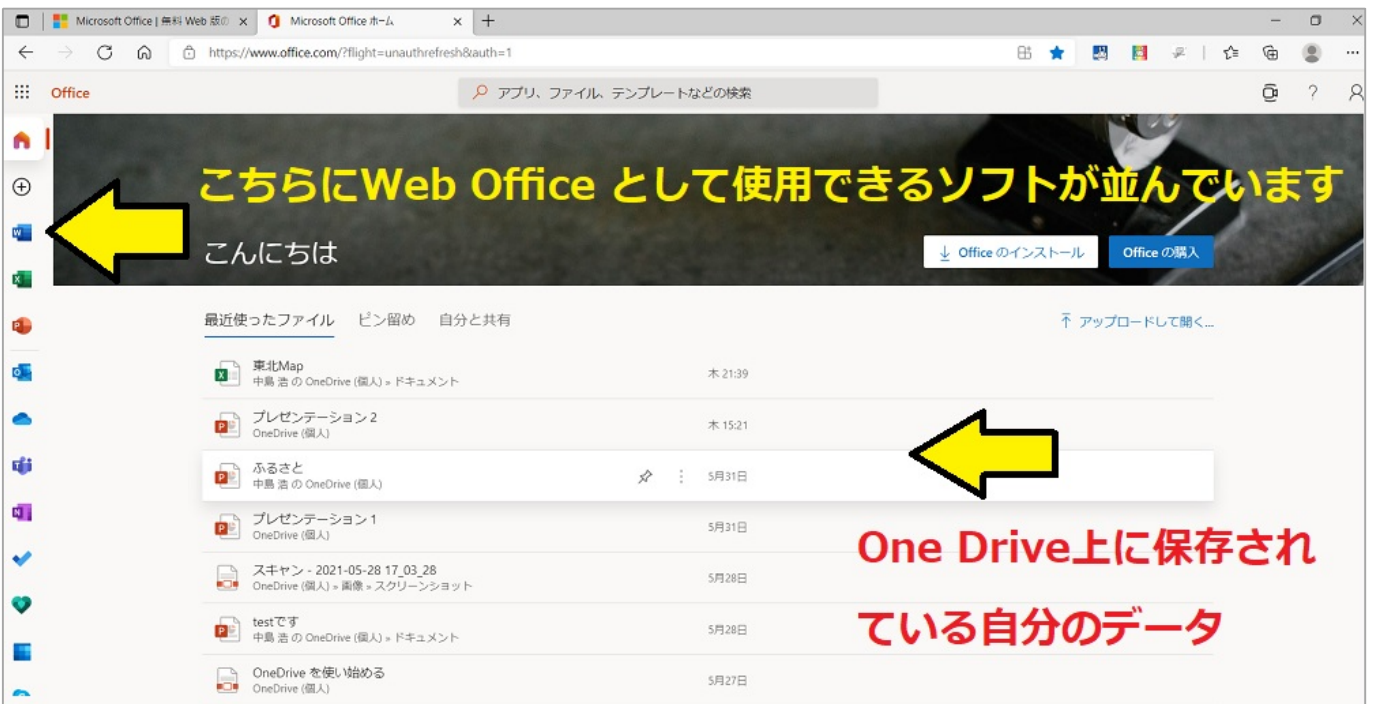 Microsoft Office | 無料 Web 版の
Microsoft Office ホーム
https://www.office.com/?flight=unauthrefresh&auth=1
Office
アプリ、ファイル、テンプレートなどの検索
こちらにWeb Office として使用できるソフトが並んでいます
こんにちは
Office のインストール
Office の購入
最近使ったファイル ピン留め 自分と共有
アップロードして開く...
東北Map
中島 浩 の OneDrive (個人) » ドキュメント
木 21:39
プレゼンテーション 2
OneDrive (個人)
木 15:21
ふるさと
中島 浩 の OneDrive (個人)
5月31日
プレゼンテーション 1
OneDrive (個人)
5月31日
スキャン - 2021-05-28 17_03_28
OneDrive (個人) » 画像 » スクリーンショット
5月28日
testです
中島 浩 の OneDrive (個人) » ドキュメント
5月28日
OneDrive を使い始める
OneDrive (個人)
5月27日
One Drive上に保存され
ている自分のデータ